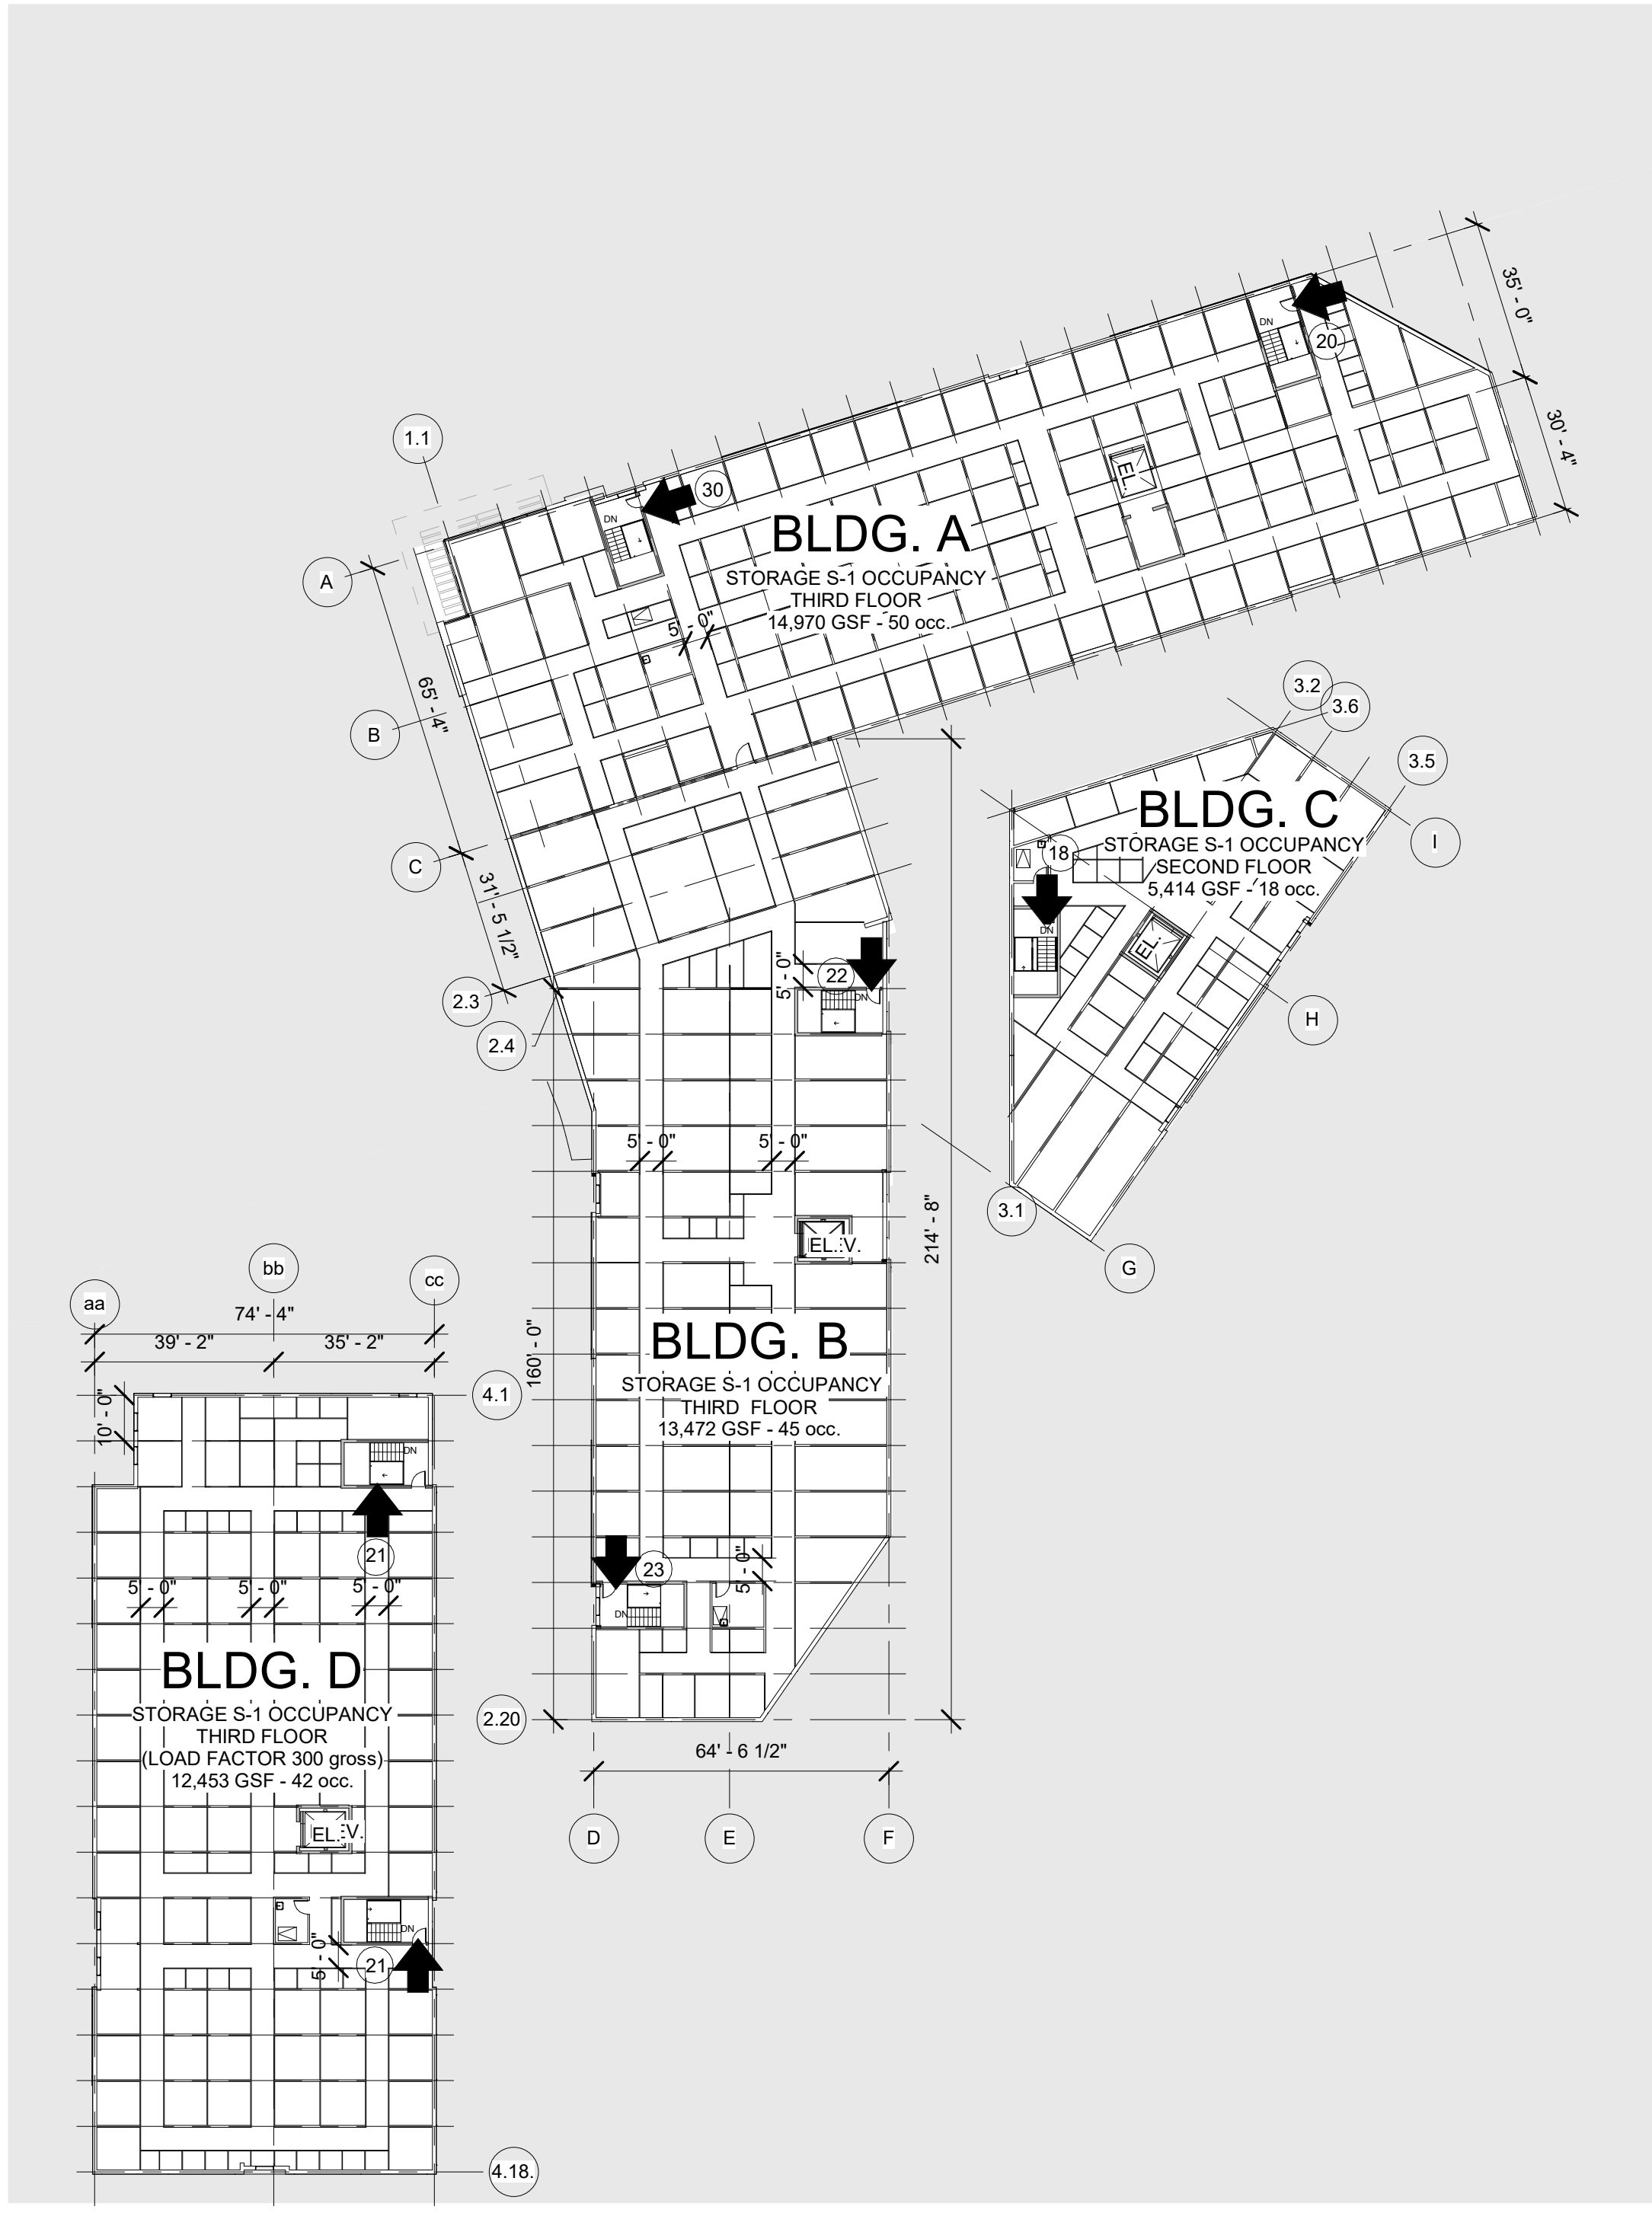 35' - 0"
DN
20
30' - 4"
1.1
EL.
30
DN
BLDG. A
STORAGE S-1 OCCUPANCY
THIRD FLOOR
14,970 GSF - 50 occ.
A
5' - 0"
65' - 4"
B
3.2
3.6
3.5
BLDG. C
STORAGE S-1 OCCUPANCY
SECOND FLOOR
5,414 GSF - 18 occ.
I
18
C
31' - 5 1/2"
DN
EL.
5' - 0"
22
DN
2.3
H
2.4
5' - 0"
5' - 0"
3.1
214' - 8"
EL.
G
bb
cc
aa
74' - 4"
39' - 2"
35' - 2"
160' - 0"
BLDG. B
STORAGE S-1 OCCUPANCY
THIRD FLOOR
13,472 GSF - 45 occ.
4.1
10' - 0"
DN
21
23
5' - 0"
DN
5' - 0"
5' - 0"
5' - 0"
BLDG. D
STORAGE S-1 OCCUPANCY
THIRD FLOOR
(LOAD FACTOR 300 gross)
12,453 GSF - 42 occ.
2.20
64' - 6 1/2"
EL.
D
E
F
DN
5' - 0"
21
4.18.